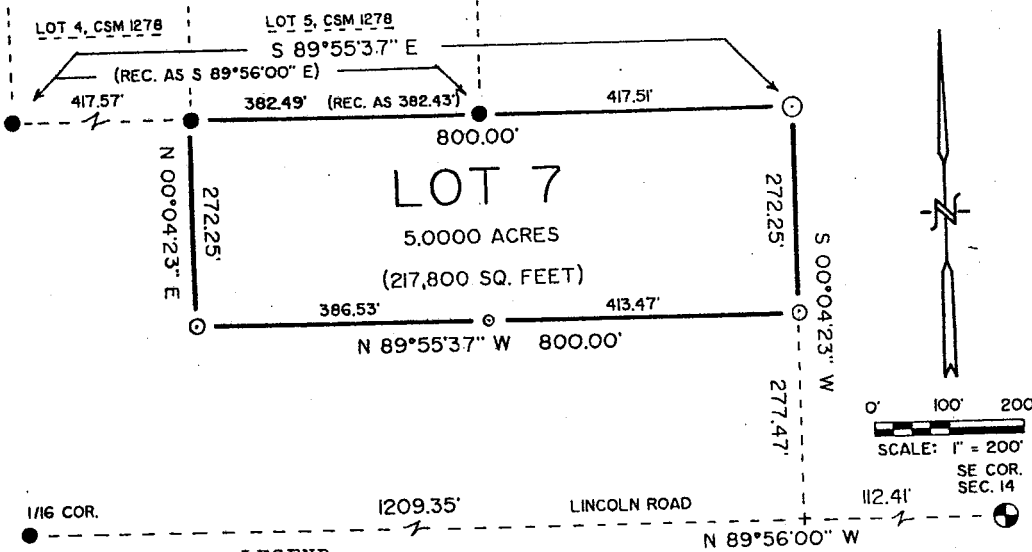 LOT 4, CSM 1278
LOT 5, CSM 1278
S 89°55'37" E
(REC. AS S 89°56'00" E)
417.57'
382.49' (REC. AS 382.43')
417.51'
800.00'
LOT 7
N 00°04'23" E
272.25'
272.25'
S 00°04'23" W
N
5.0000 ACRES
(217,800 SQ. FEET)
386.53'
413.47'
N 89°55'37" W 800.00'
277.47'
0' 100' 200
SCALE: 1" = 200'
SE COR.
SEC. 14
1/16 COR.
1209.35'
LINCOLN ROAD
112.41'
N 89°56'00" W
LEGEND